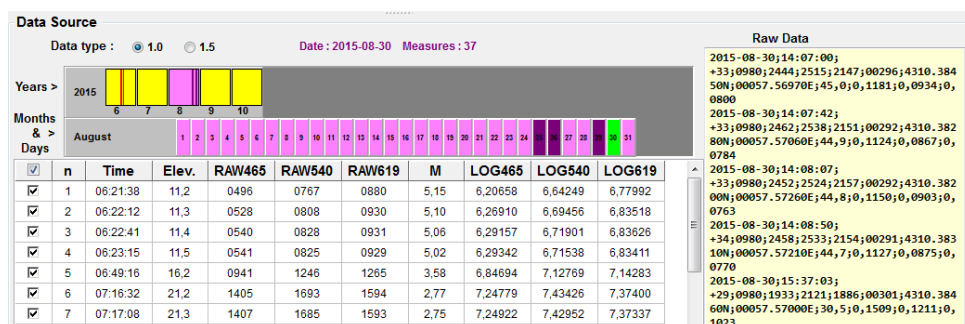 Data Source
Data type : 1.0 1.5 Date : 2015-08-30 Measures : 37
Years > 2015
6 7 8 9 10
Months & > Days
August 1 2 3 4 5 6 7 8 9 10 11 12 13 14 15 16 17 18 19 20 21 22 23 24 25 26 27 28 29 30 31
n Time Elev. RAW465 RAW540 RAW619 M LOG465 LOG540 LOG619
1 06:21:38 11,2 0496 0767 0880 5,15 6,20658 6,64249 6,77992
2 06:22:12 11,3 0528 0808 0930 5,10 6,26910 6,69456 6,83518
3 06:22:41 11,4 0540 0828 0931 5,06 6,29157 6,71901 6,83626
4 06:23:15 11,5 0541 0825 0929 5,02 6,29342 6,71538 6,83411
5 06:49:16 16,2 0941 1246 1265 3,58 6,84694 7,12769 7,14283
6 07:16:32 21,2 1405 1693 1594 2,77 7,24779 7,43426 7,37400
7 07:17:08 21,3 1407 1685 1593 2,75 7,24922 7,42952 7,37337
Raw Data
2015-08-30;14:07:00;
+33;0980;2444;2515;2147;00296;4310.384
50N;00057.56970E;45,0;0,1181;0,0934;0,
0800
2015-08-30;14:07:42;
+33;0980;2462;2538;2151;00292;4310.382
80N;00057.57060E;44,9;0,1124;0,0867;0,
0784
2015-08-30;14:08:07;
+33;0980;2452;2524;2157;00292;4310.382
00N;00057.57260E;44,8;0,1150;0,0903;0,
0763
2015-08-30;14:08:50;
+34;0980;2458;2533;2154;00291;4310.383
10N;00057.57210E;44,7;0,1127;0,0875;0,
0770
2015-08-30;15:37:03;
+29;0980;1933;2121;1886;00301;4310.384
60N;00057.57000E;30,5;0,1509;0,1211;0,
1023